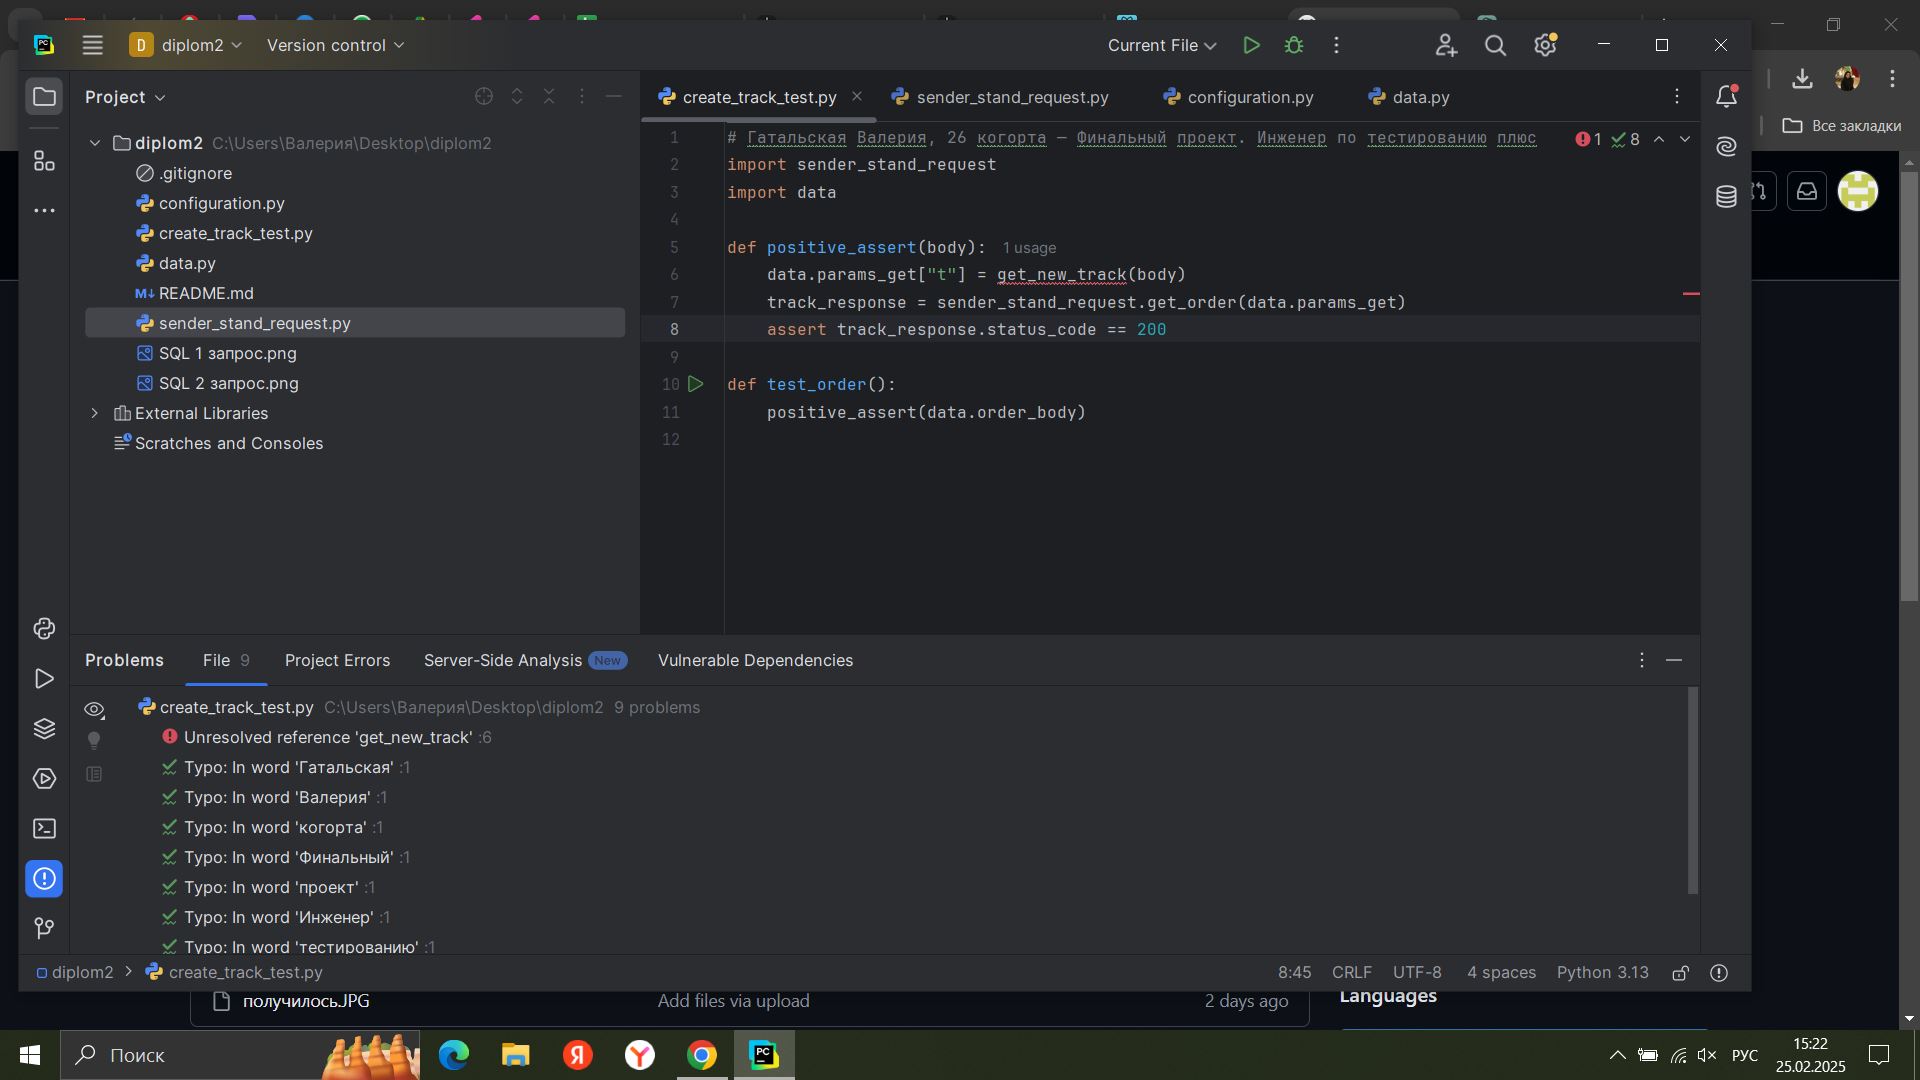 D diplom2
Version control
Current File
Project
create_track_test.py
sender_stand_request.py
configuration.py
data.py
Все закладки
diplom2 C:\Users\Валерия\Desktop\diplom2
.gitignore
configuration.py
create_track_test.py
data.py
README.md
sender_stand_request.py
SQL 1 запрос.png
SQL 2 запрос.png
External Libraries
Scratches and Consoles
1 # Гатальская Валерия, 26 когорта — Финальный проект. Инженер по тестированию плюс
1 8
2 import sender_stand_request
3 import data
4
5 def positive_assert(body): 1 usage
6 data.params_get["t"] = get_new_track(body)
7 track_response = sender_stand_request.get_order(data.params_get)
8 assert track_response.status_code == 200
9
10 def test_order():
11 positive_assert(data.order_body)
12
Problems
File 9
Project Errors
Server-Side Analysis New
Vulnerable Dependencies
create_track_test.py C:\Users\Валерия\Desktop\diplom2 9 problems
Unresolved reference 'get_new_track' :6
Typo: In word 'Гатальская' :1
Typo: In word 'Валерия' :1
Typo: In word 'когорта' :1
Typo: In word 'Финальный' :1
Typo: In word 'проект' :1
Typo: In word 'Инженер' :1
Typo: In word 'тестированию' :1
diplom2 > create_track_test.py
8:45 CRLF UTF-8 4 spaces Python 3.13
получилось.JPG
Add files via upload
2 days ago
Languages
Поиск
РУС
15:22
25.02.2025